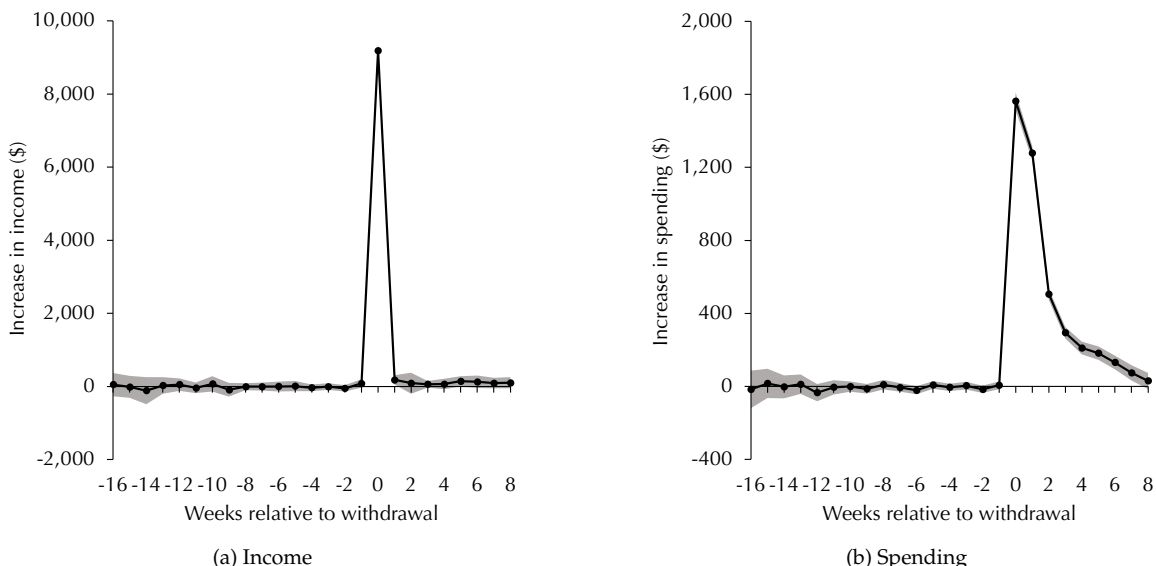 Increase in income ($)
10,000
8,000
6,000
4,000
2,000
0
-2,000
-16 -14 -12 -10 -8 -6 -4 -2 0 2 4 6 8
Weeks relative to withdrawal
(a) Income
Increase in spending ($)
2,000
1,600
1,200
800
400
0
-400
-16 -14 -12 -10 -8 -6 -4 -2 0 2 4 6 8
Weeks relative to withdrawal
(b) Spending